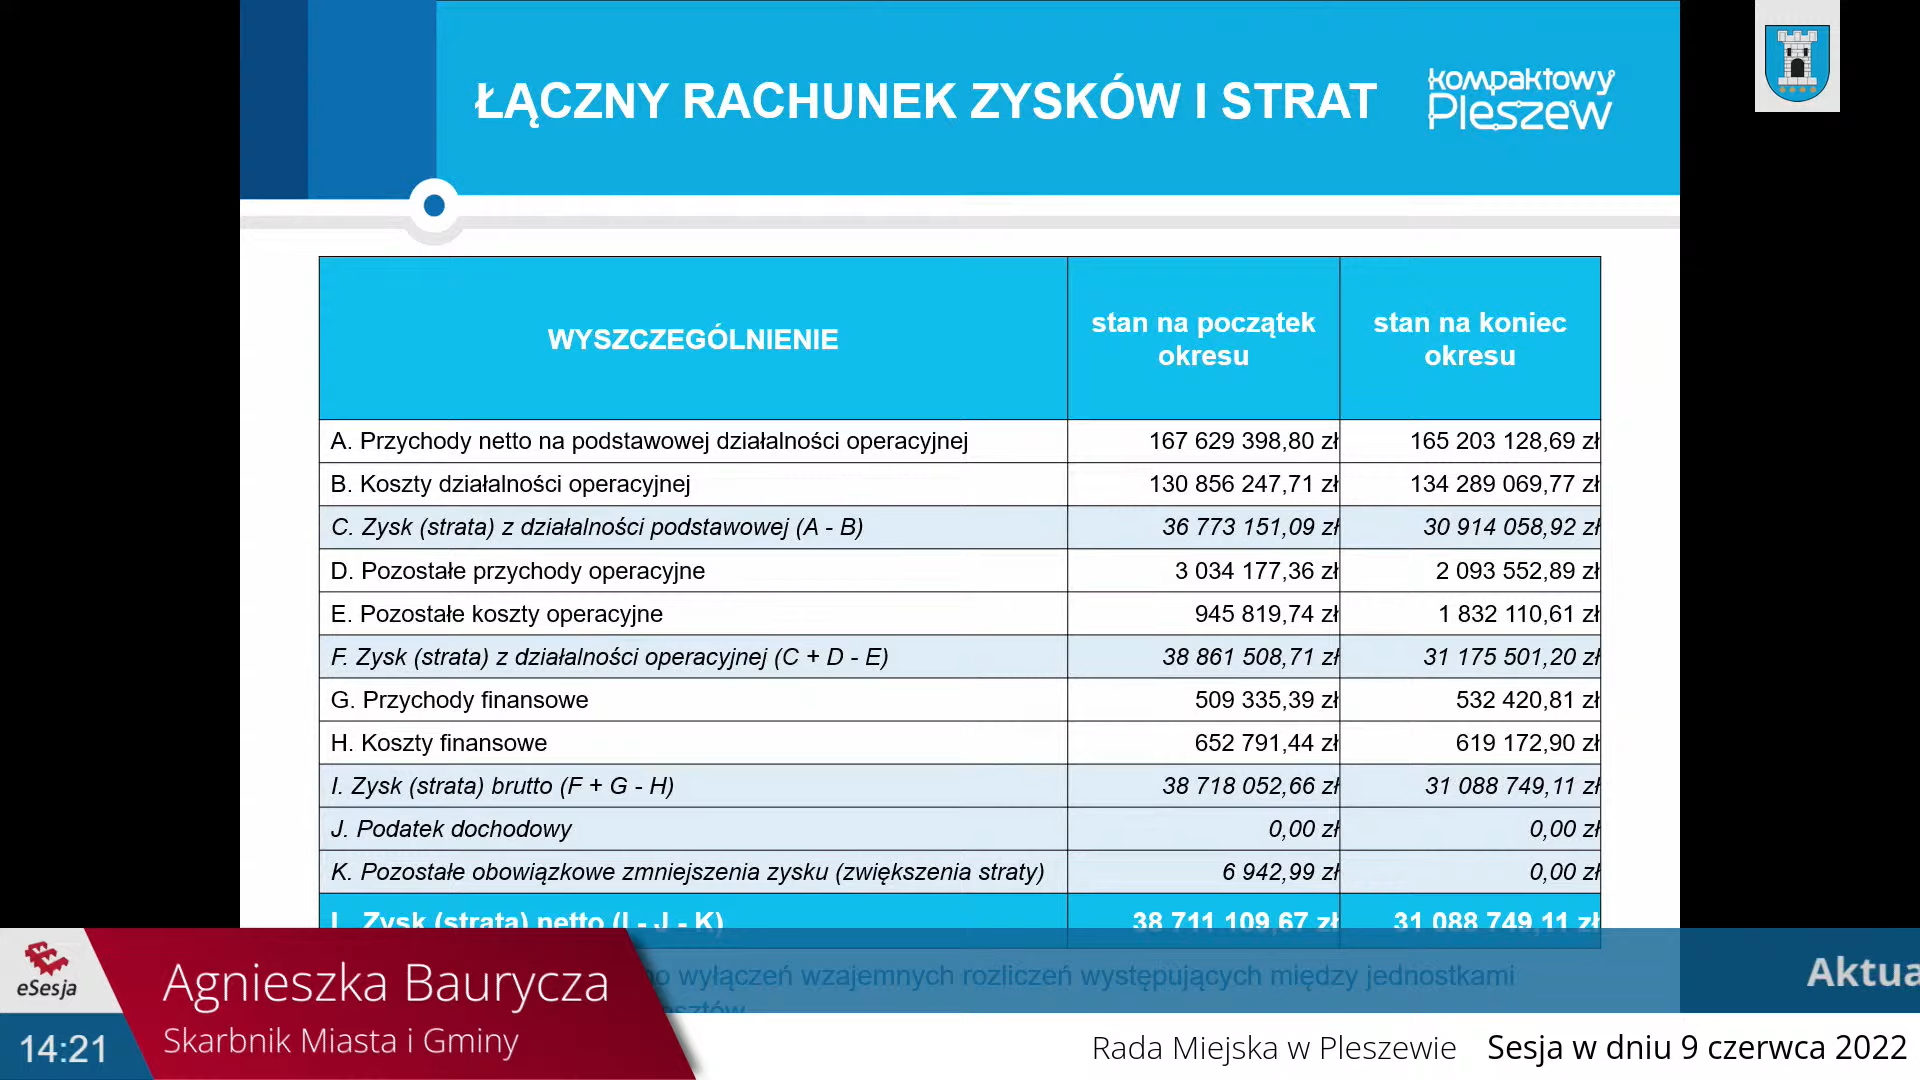 ŁĄCZNY RACHUNEK ZYSKÓW I STRAT
kompaktowy
Pleszew
WYSZCZEGÓLNIENIE
stan na początek
okresu
stan na koniec
okresu
A. Przychody netto na podstawowej działalności operacyjnej 167 629 398,80 zł 165 203 128,69 zł
B. Koszty działalności operacyjnej 130 856 247,71 zł 134 289 069,77 zł
C. Zysk (strata) z działalności podstawowej (A - B) 36 773 151,09 zł 30 914 058,92 zł
D. Pozostałe przychody operacyjne 3 034 177,36 zł 2 093 552,89 zł
E. Pozostałe koszty operacyjne 945 819,74 zł 1 832 110,61 zł
F. Zysk (strata) z działalności operacyjnej (C + D - E) 38 861 508,71 zł 31 175 501,20 zł
G. Przychody finansowe 509 335,39 zł 532 420,81 zł
H. Koszty finansowe 652 791,44 zł 619 172,90 zł
I. Zysk (strata) brutto (F + G - H) 38 718 052,66 zł 31 088 749,11 zł
J. Podatek dochodowy 0,00 zł 0,00 zł
K. Pozostałe obowiązkowe zmniejszenia zysku (zwiększenia straty) 6 942,99 zł 0,00 zł
L. Zysk (strata) netto (I - J - K) 38 711 109,67 zł 31 088 749,11 zł
wyłączeń wzajemnych rozliczeń występujących między jednostkami
Aktua
eSesja
Agnieszka Baurycza
Skarbnik Miasta i Gminy
14:21
Rada Miejska w Pleszewie Sesja w dniu 9 czerwca 2022